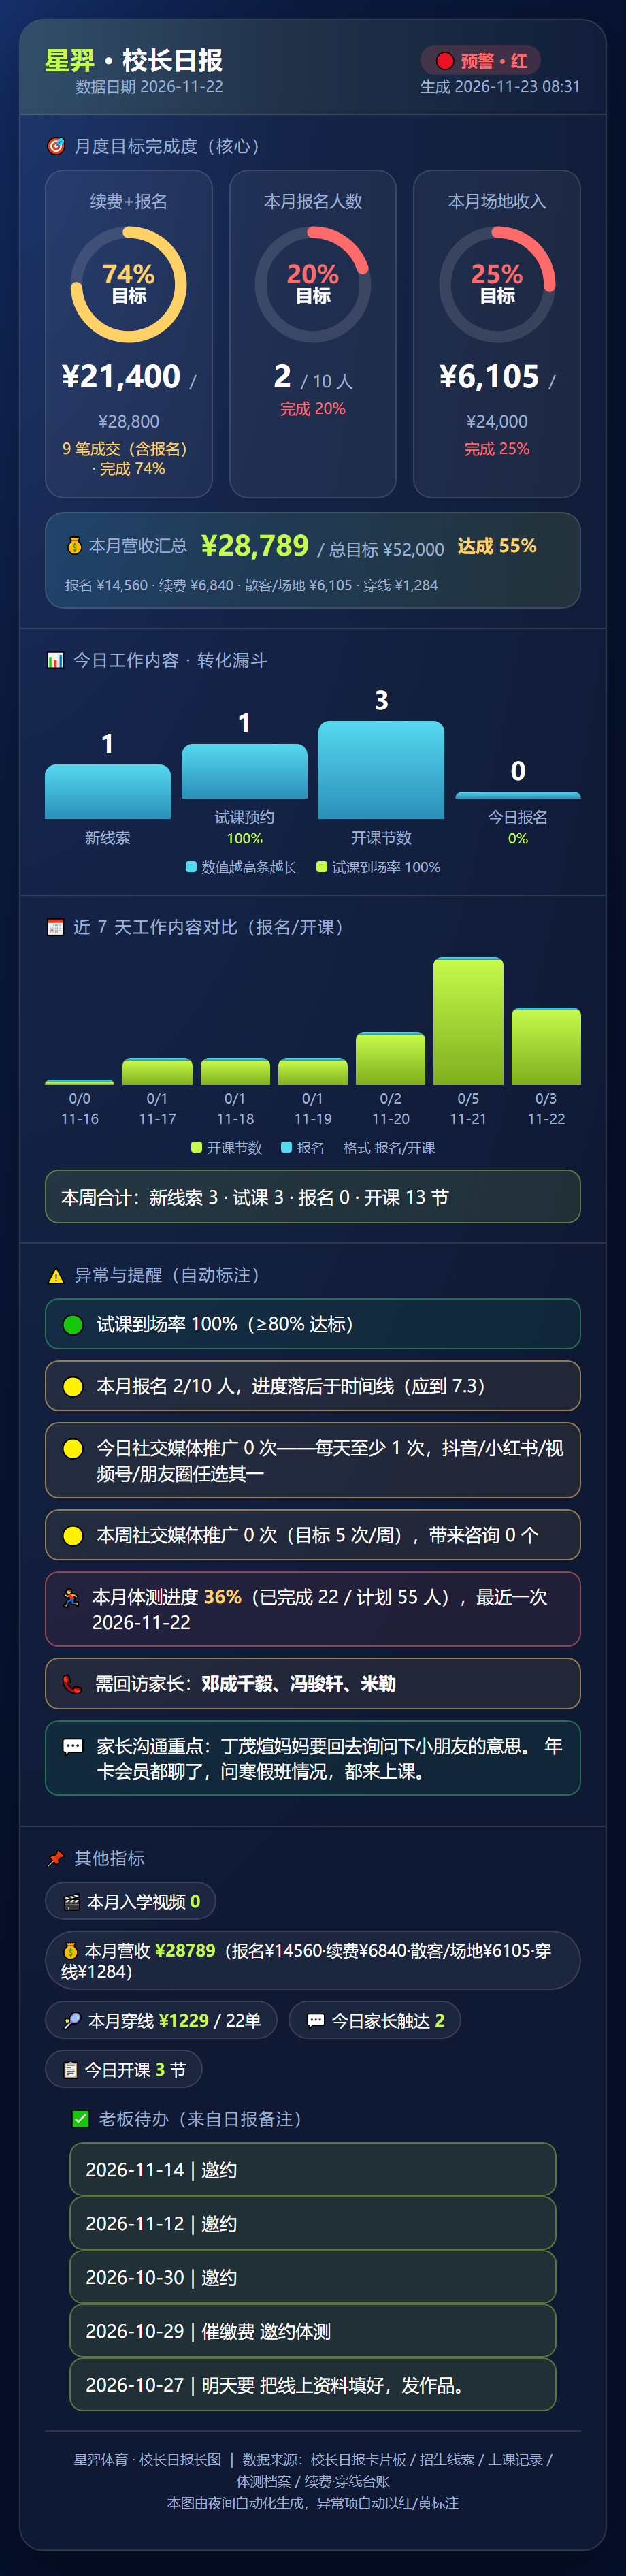 星羿 · 校长日报
预警 · 红
数据日期 2026-11-22
生成 2026-11-23 08:31
月度目标完成度（核心）
续费+报名
74%
目标
¥21,400 /
¥28,800
9 笔成交（含报名）
· 完成 74%
本月报名人数
20%
目标
2 / 10 人
完成 20%
本月场地收入
25%
目标
¥6,105 /
¥24,000
完成 25%
本月营收汇总 ¥28,789 / 总目标 ¥52,000 达成 55%
报名 ¥14,560 · 续费 ¥6,840 · 散客/场地 ¥6,105 · 穿线 ¥1,284
今日工作内容 · 转化漏斗
1
新线索
1
试课预约
100%
3
开课节数
0
今日报名
0%
数值越高条越长 试课到场率 100%
近 7 天工作内容对比（报名/开课）
0/0 0/1 0/1 0/1 0/2 0/5 0/3
11-16 11-17 11-18 11-19 11-20 11-21 11-22
开课节数 报名 格式 报名/开课
本周合计：新线索 3 · 试课 3 · 报名 0 · 开课 13 节
异常与提醒（自动标注）
试课到场率 100%（≥80% 达标）
本月报名 2/10 人，进度落后于时间线（应到 7.3）
今日社交媒体推广 0 次——每天至少 1 次，抖音/小红书/视
频号/朋友圈任选其一
本周社交媒体推广 0 次（目标 5 次/周），带来咨询 0 个
本月体测进度 36%（已完成 22 / 计划 55 人），最近一次
2026-11-22
需回访家长：邓成千毅、冯骏轩、米勒
家长沟通重点：丁茂煊妈妈要回去询问下小朋友的意思。 年
卡会员都聊了，问寒假班情况，都来上课。
其他指标
本月入学视频 0
本月营收 ¥28789（报名¥14560·续费¥6840·散客/场地¥6105·穿
线¥1284）
本月穿线 ¥1229 / 22单
今日家长触达 2
今日开课 3 节
老板待办（来自日报备注）
2026-11-14 | 邀约
2026-11-12 | 邀约
2026-10-30 | 邀约
2026-10-29 | 催缴费 邀约体测
2026-10-27 | 明天要 把线上资料填好，发作品。
星羿体育 · 校长日报长图 ｜ 数据来源：校长日报卡片板 / 招生线索 / 上课记录 /
体测档案 / 续费·穿线台账
本图由夜间自动化生成，异常项自动以红/黄标注